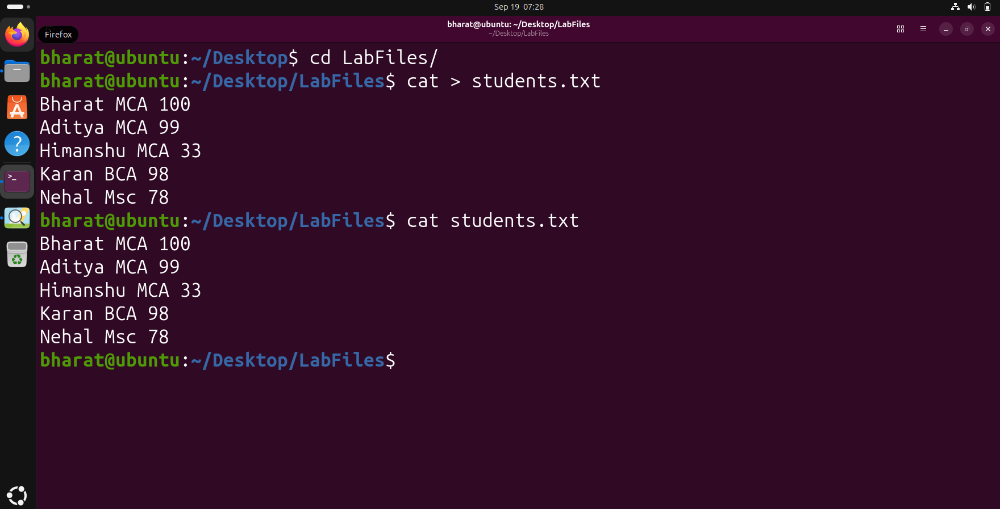 Sep 19 07:28
bharat@ubuntu: ~/Desktop/LabFiles
~/Desktop/LabFiles
Firefox
bharat@ubuntu:~/Desktop$ cd LabFiles/
bharat@ubuntu:~/Desktop/LabFiles$ cat > students.txt
Bharat MCA 100
Aditya MCA 99
Himanshu MCA 33
Karan BCA 98
Nehal Msc 78
bharat@ubuntu:~/Desktop/LabFiles$ cat students.txt
Bharat MCA 100
Aditya MCA 99
Himanshu MCA 33
Karan BCA 98
Nehal Msc 78
bharat@ubuntu:~/Desktop/LabFiles$